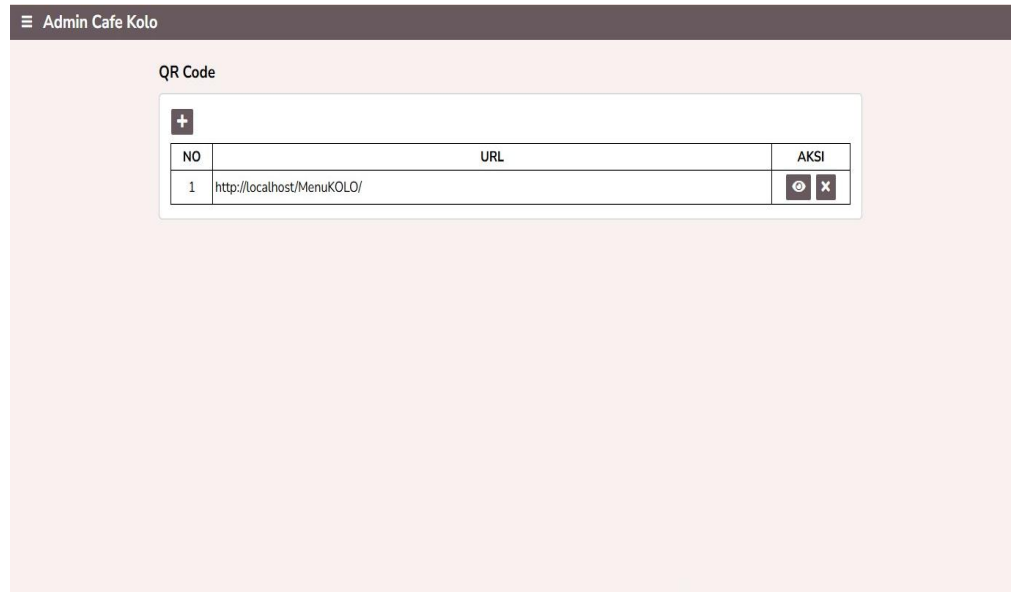 Admin Cafe Kolo
QR Code
NO URL AKSI
1 http://localhost/MenuKOLO/